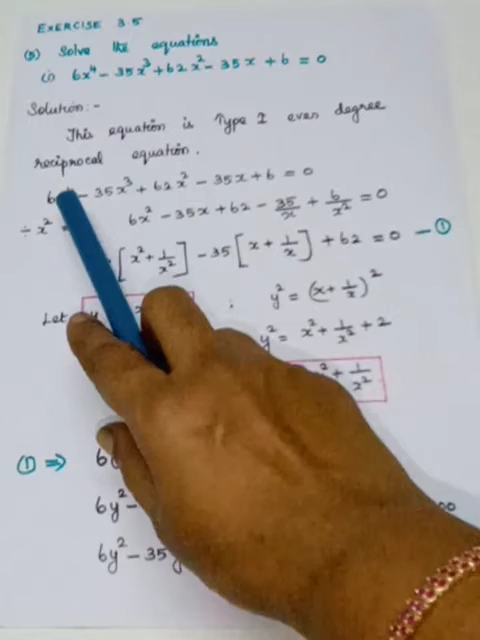 EXERCISE 3.5
(5) Solve the equations
(i) 6x⁴ - 35x³ + 62x² - 35x + 6 = 0
Solution:-
This equation is Type I even degree
reciprocal equation.
- 35x³ + 62x² - 35x + 6 = 0
÷ x² 6x² - 35x + 62 - 35/x + 6/x² = 0
[x² + 1/x²] - 35[x + 1/x] + 62 = 0 — ①
Let y ; y² = (x + 1/x)²
y² = x² + 1/x² + 2
x² + 1/x²
① ⇒ 6
6y² -
6y² - 35y